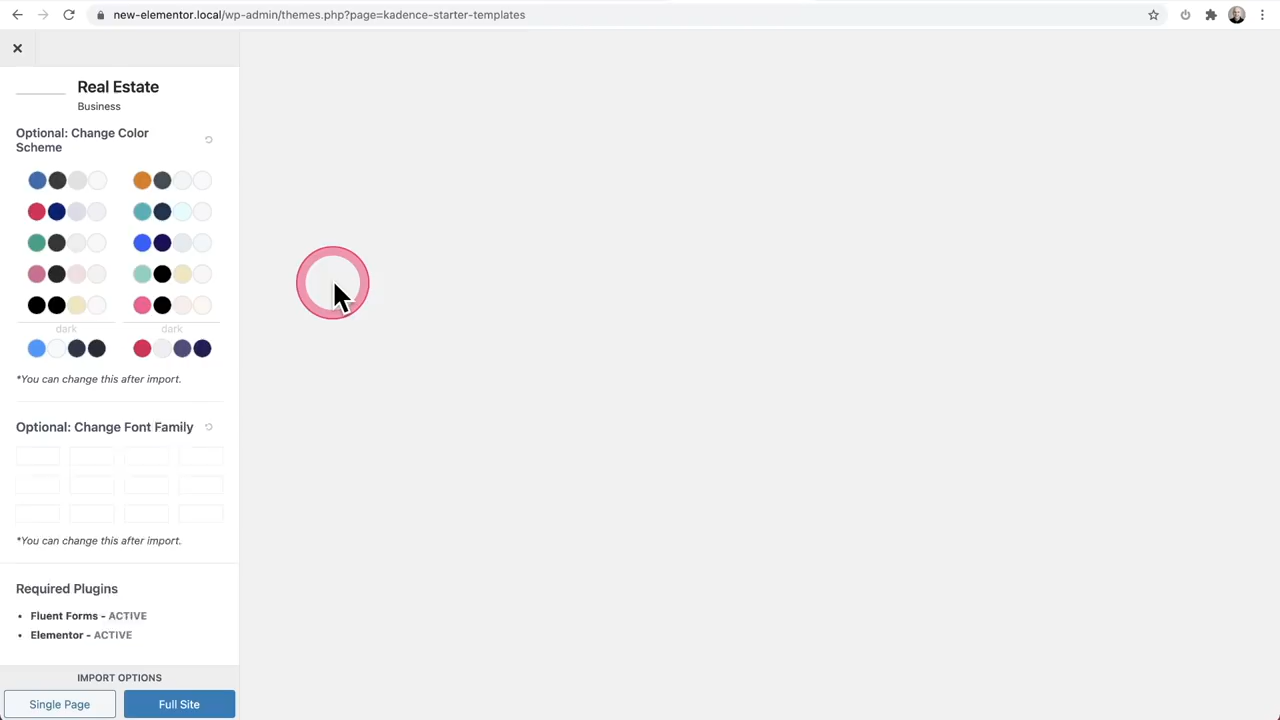 new-elementor.local/wp-admin/themes.php?page=kadence-starter-templates
Real Estate
Business
Optional: Change Color
Scheme
dark
dark
*You can change this after import.
Optional: Change Font Family
*You can change this after import.
Required Plugins
• Fluent Forms - ACTIVE
• Elementor - ACTIVE
IMPORT OPTIONS
Single Page
Full Site